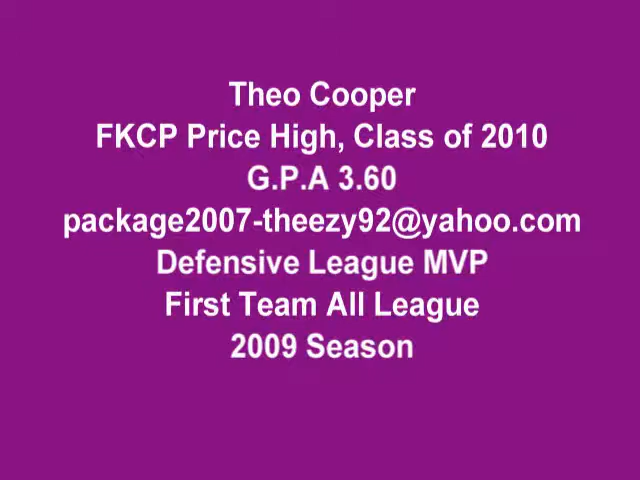 Theo Cooper
FKCP Price High, Class of 2010
G.P.A 3.60
package2007-theezy92@yahoo.com
Defensive League MVP
First Team All League
2009 Season